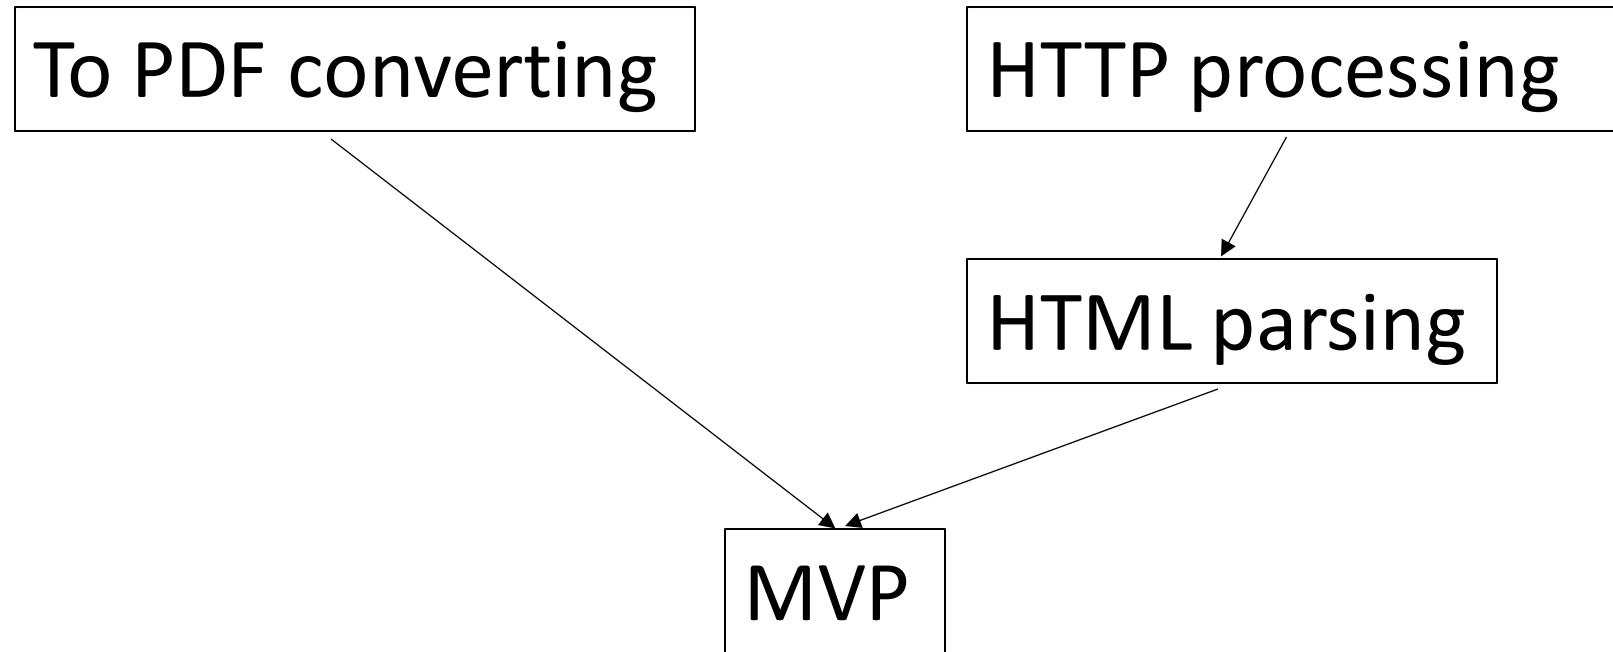 To PDF converting
HTTP processing
HTML parsing
MVP